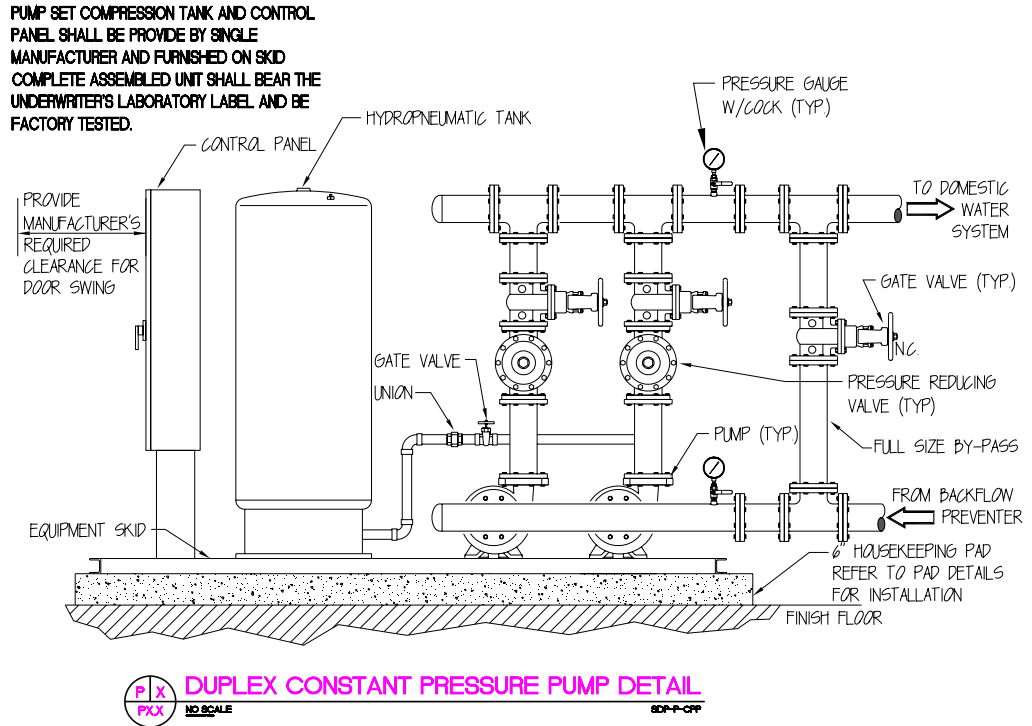 PUMP SET COMPRESSION TANK AND CONTROL
PANEL SHALL BE PROVIDE BY SINGLE
MANUFACTURER AND FURNISHED ON SKID
COMPLETE ASSEMBLED UNIT SHALL BEAR THE
UNDERWRITER'S LABORATORY LABEL AND BE
FACTORY TESTED.
PRESSURE GAUGE
W/COCK (TYP.)
HYDROPNEUMATIC TANK
CONTROL PANEL
PROVIDE
MANUFACTURER'S
REQUIRED
CLEARANCE FOR
DOOR SWING
TO DOMESTIC
WATER
SYSTEM
GATE VALVE (TYP.)
N.C.
GATE VALVE
UNION
PRESSURE REDUCING
VALVE (TYP)
PUMP (TYP.)
FULL SIZE BY-PASS
FROM BACKFLOW
PREVENTER
EQUIPMENT SKID
6" HOUSEKEEPING PAD
REFER TO PAD DETAILS
FOR INSTALLATION
FINISH FLOOR
P X
PX.X
DUPLEX CONSTANT PRESSURE PUMP DETAIL
NO SCALE
SDP-P-CPP